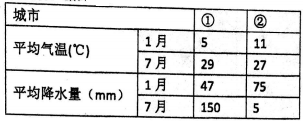 城市 ① ②
平均气温(℃) 1月 5 11
7月 29 27
平均降水量（mm） 1月 47 75
7月 150 5